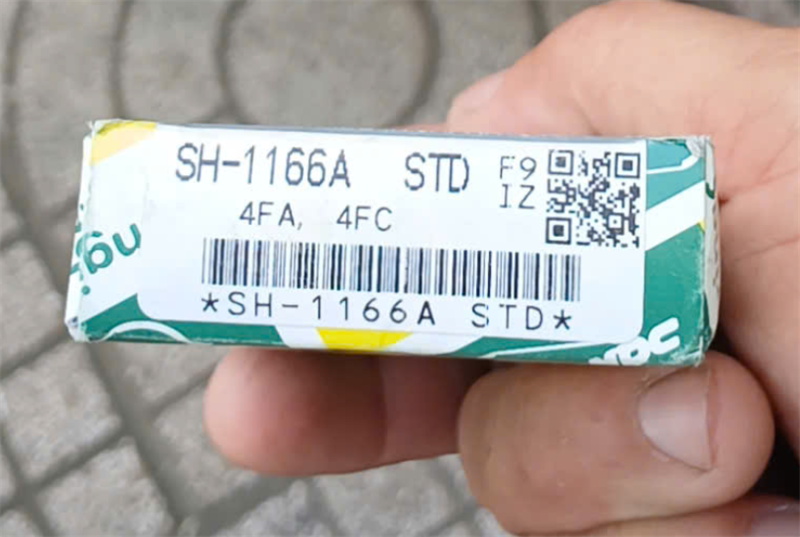 SH-1166A STD F9
IZ
4FA, 4FC
*SH-1166A STD*